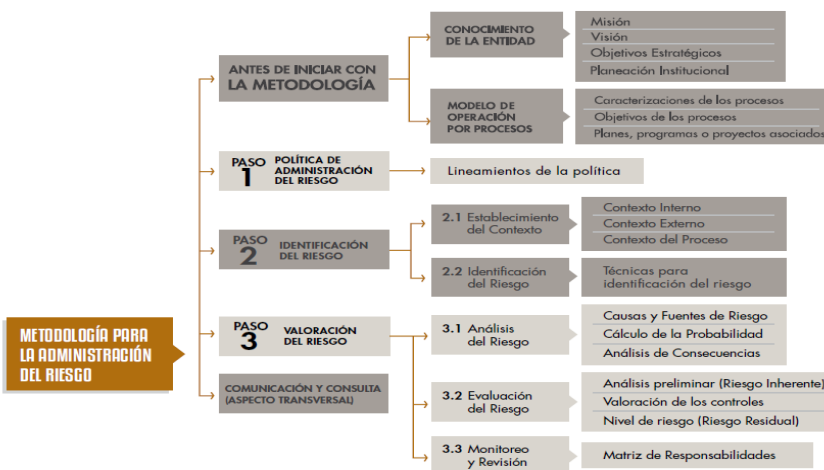 CONOCIMIENTO
DE LA ENTIDAD
Misión
Visión
Objetivos Estratégicos
Planeación Institucional
ANTES DE INICIAR CON
LA METODOLOGÍA
MODELO DE
OPERACIÓN
POR PROCESOS
Caracterizaciones de los procesos
Objetivos de los procesos
Planes, programas o proyectos asociados
PASO
1
POLÍTICA DE
ADMINISTRACIÓN
DEL RIESGO
Lineamientos de la política
PASO
2
IDENTIFICACIÓN
DEL RIESGO
2.1 Establecimiento
del Contexto
Contexto Interno
Contexto Externo
Contexto del Proceso
2.2 Identificación
del Riesgo
Técnicas para
identificación del riesgo
METODOLOGÍA PARA
LA ADMINISTRACIÓN
DEL RIESGO
PASO
3
VALORACIÓN
DEL RIESGO
3.1 Análisis
del Riesgo
Causas y Fuentes de Riesgo
Cálculo de la Probabilidad
Análisis de Consecuencias
COMUNICACIÓN Y CONSULTA
(ASPECTO TRANSVERSAL)
3.2 Evaluación
del Riesgo
Análisis preliminar (Riesgo Inherente)
Valoración de los controles
Nivel de riesgo (Riesgo Residual)
3.3 Monitoreo
y Revisión
Matriz de Responsabilidades